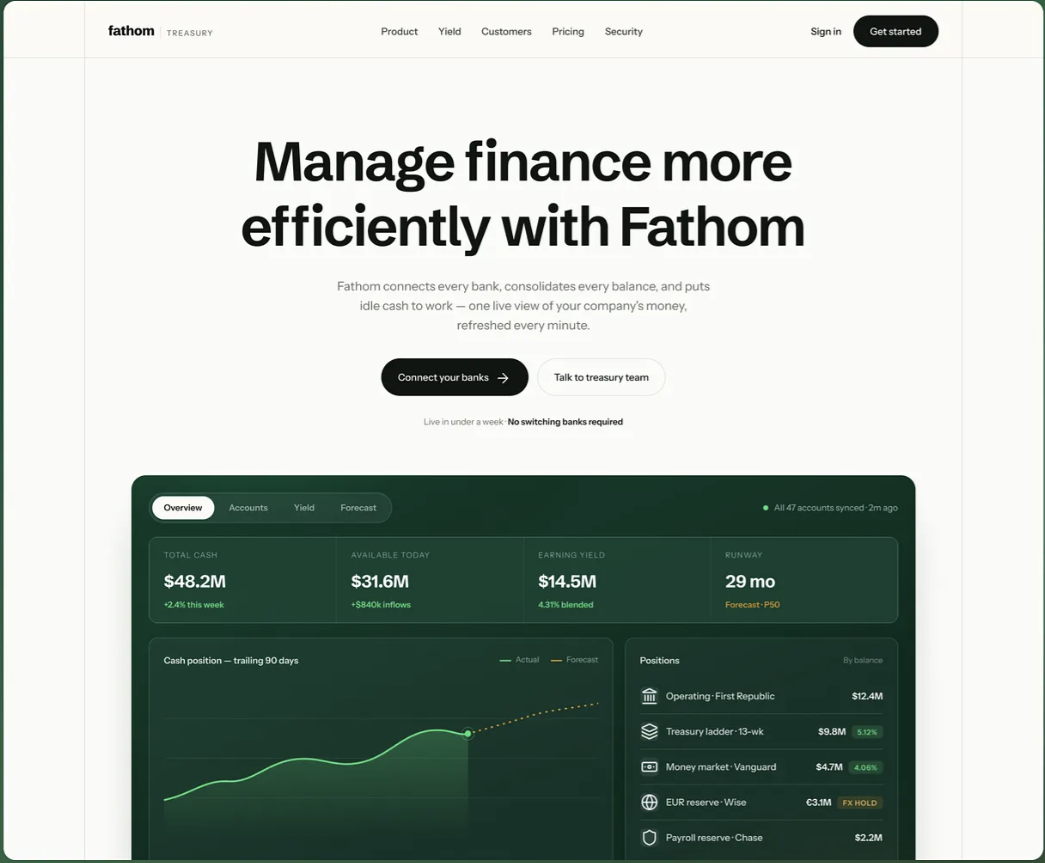 fathom TREASURY
Product Yield Customers Pricing Security
Sign in Get started
Manage finance more
efficiently with Fathom
Fathom connects every bank, consolidates every balance, and puts
idle cash to work — one live view of your company's money,
refreshed every minute.
Connect your banks → Talk to treasury team
Live in under a week · No switching banks required
Overview Accounts Yield Forecast
All 47 accounts synced · 2m ago
TOTAL CASH
$48.2M
+2.4% this week
AVAILABLE TODAY
$31.6M
+$840k inflows
EARNING YIELD
$14.5M
4.31% blended
RUNWAY
29 mo
Forecast · P50
Cash position — trailing 90 days
Actual Forecast
Positions By balance
Operating · First Republic $12.4M
Treasury ladder · 13-wk $9.8M 5.12%
Money market · Vanguard $4.7M 4.06%
EUR reserve · Wise €3.1M FX HOLD
Payroll reserve · Chase $2.2M